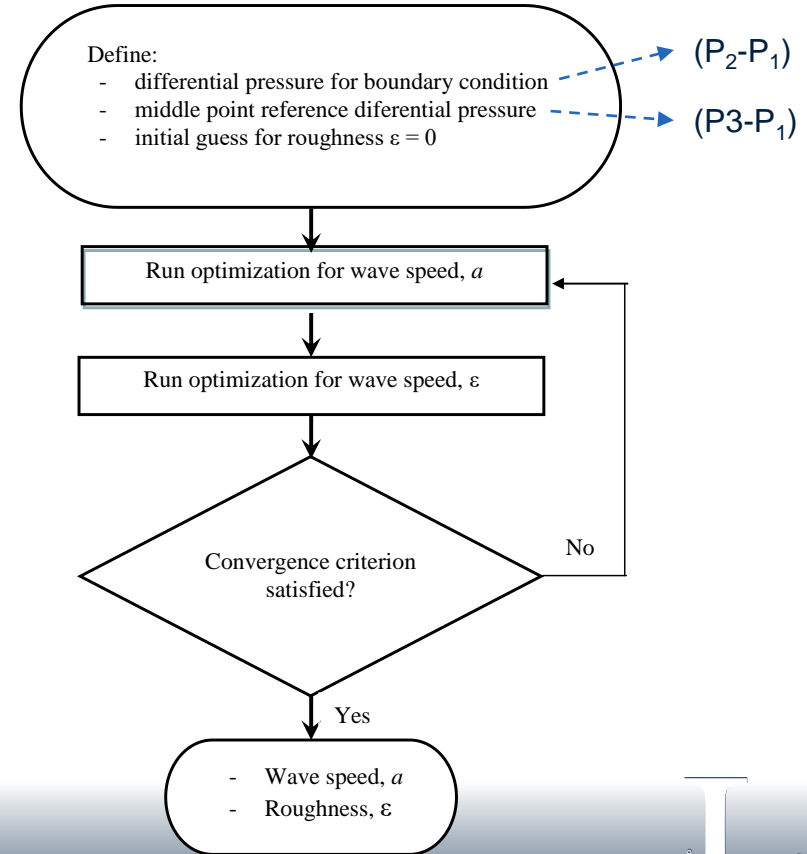 Define:
- differential pressure for boundary condition
(P₂-P₁)
- middle point reference diferential pressure
(P3-P₁)
- initial guess for roughness ε = 0
Run optimization for wave speed, a
Run optimization for wave speed, ε
Convergence criterion
satisfied?
No
Yes
- Wave speed, a
- Roughness, ε